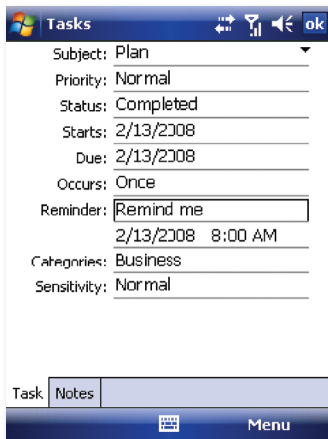 Tasks ok
Subject: Plan
Priority: Normal
Status: Completed
Starts: 2/13/2008
Due: 2/13/2008
Occurs: Once
Reminder: Remind me
2/13/2008 8:00 AM
Categories: Business
Sensitivity: Normal
Task Notes
Menu